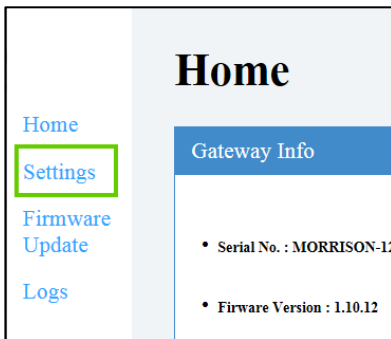 Home
Home
Settings
Firmware
Update
Logs
Gateway Info
Serial No. : MORRISON-12
Firware Version : 1.10.12